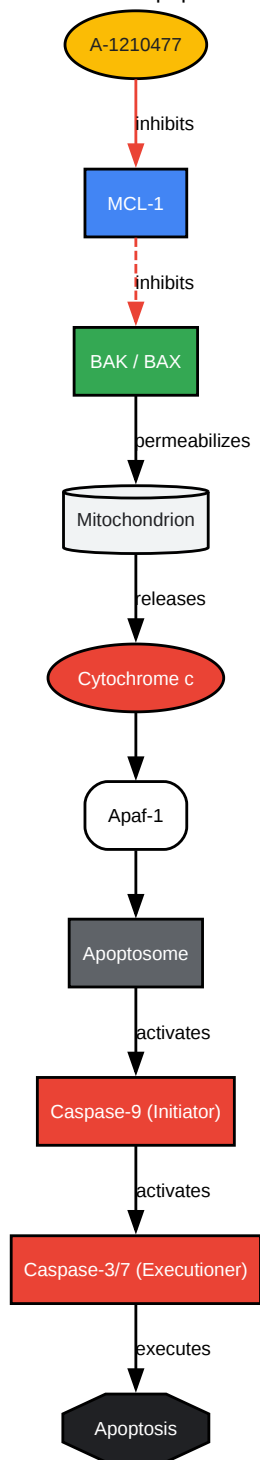 A-1210477
inhibits
MCL-1
inhibits
BAK / BAX
permeabilizes
Mitochondrion
releases
Cytochrome c
Apaf-1
Apoptosome
activates
Caspase-9 (Initiator)
activates
Caspase-3/7 (Executioner)
executes
Apoptosis